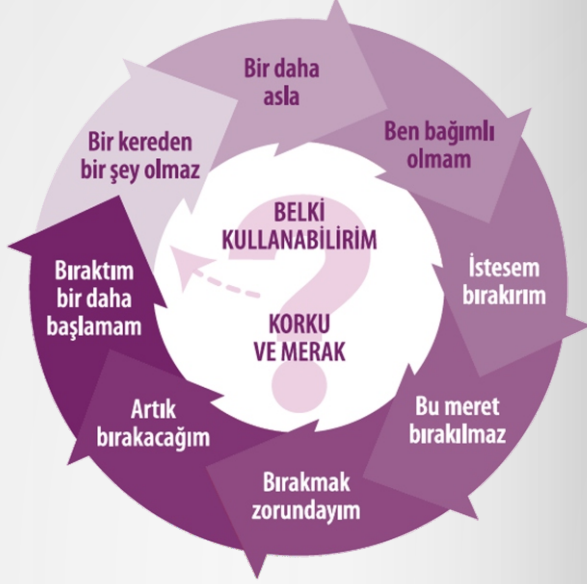 Bir daha
asla
Ben bağımlı
olmam
İstesem
bırakırım
Bu meret
bırakılmaz
Bırakmak
zorundayım
Artık
bırakacağım
Bıraktım
bir daha
başlamam
Bir kereden
bir şey olmaz
BELKİ
KULLANABİLİRİM
?
KORKU
VE MERAK